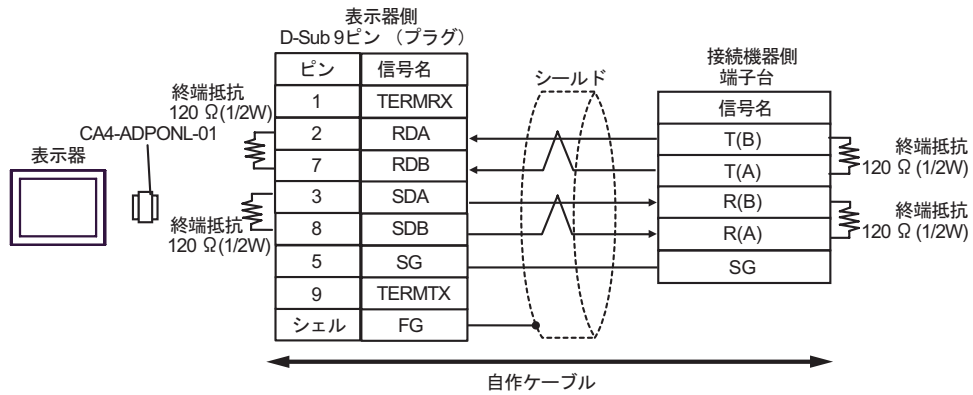 表示器側
D-Sub 9ピン （プラグ）
ピン 信号名
1 TERMRX
2 RDA
7 RDB
3 SDA
8 SDB
5 SG
9 TERMTX
シェル FG
終端抵抗
120 Ω(1/2W)
CA4-ADPONL-01
表示器
終端抵抗
120 Ω(1/2W)
シールド
接続機器側
端子台
信号名
T(B)
T(A)
R(B)
R(A)
SG
終端抵抗
120 Ω (1/2W)
終端抵抗
120 Ω (1/2W)
自作ケーブル